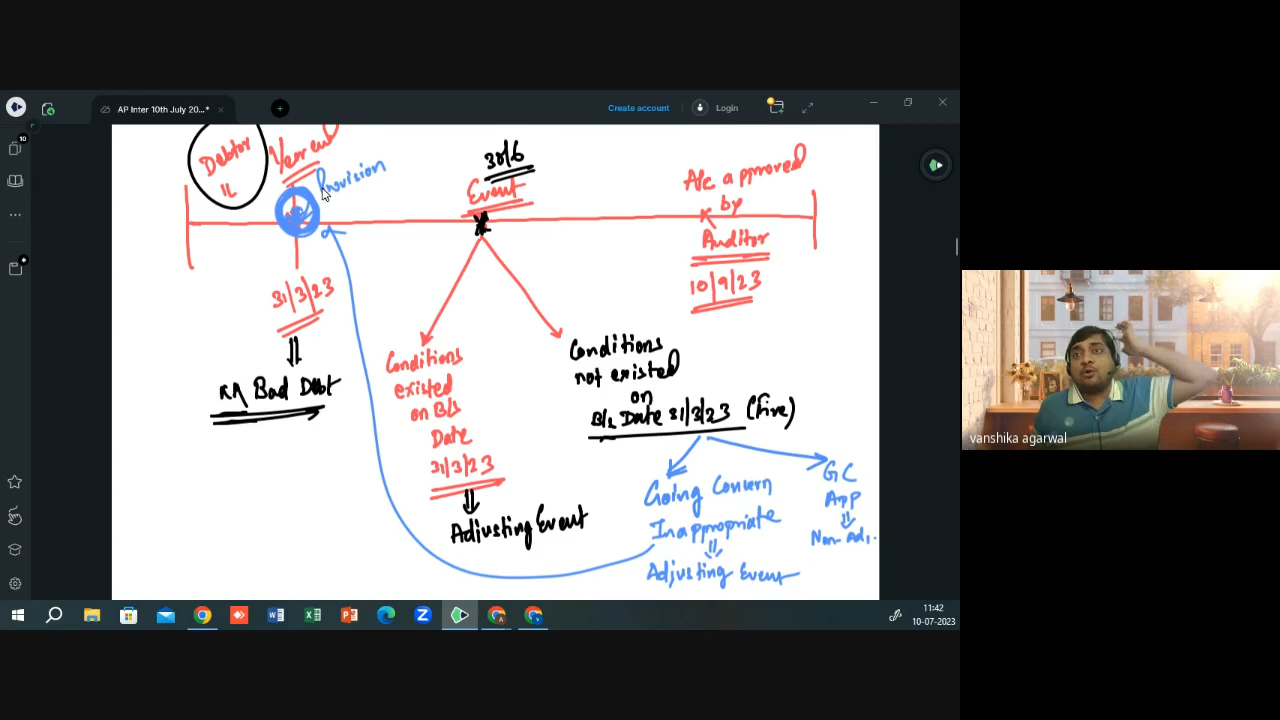 AP Inter 10th July 20...*
Create account
Login
10
Debtor
1L
Year end
Provision
30/6
Event
A/c approved
by
Auditor
10/9/23
31/3/23
Bad Debt
Conditions
existed
on B/s
Date
31/3/23
Adjusting Event
Conditions
not existed
on
B/s Date 31/3/23 (Fire)
Going Concern
Inappropriate
Adjusting Event
GC
App
Non-Adj.
vanshika agarwal
11:42
10-07-2023